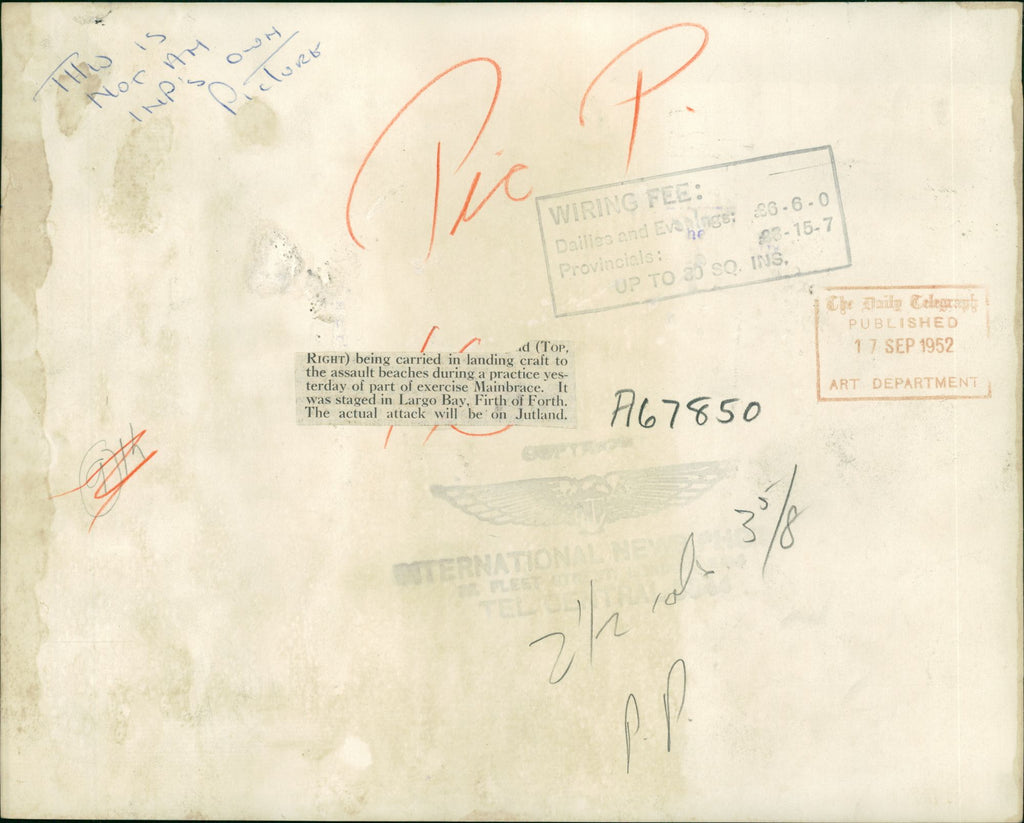 THIS IS
NOT AN
INP'S OWN
PICTURE
Pic P.
WIRING FEE:
Dailies and Evenings: £6-6-0
Provincials: £3-15-7
UP TO 30 SQ. INS.
The Daily Telegraph
PUBLISHED
17 SEP 1952
ART DEPARTMENT
(TOP,
RIGHT) being carried in landing craft to
the assault beaches during a practice yes-
terday of part of exercise Mainbrace. It
was staged in Largo Bay, Firth of Forth.
The actual attack will be on Jutland.
A67850
INTERNATIONAL NEWS
FLEET
TEL. CENTRAL
2 1/2 cols 3 5/8
P.P.